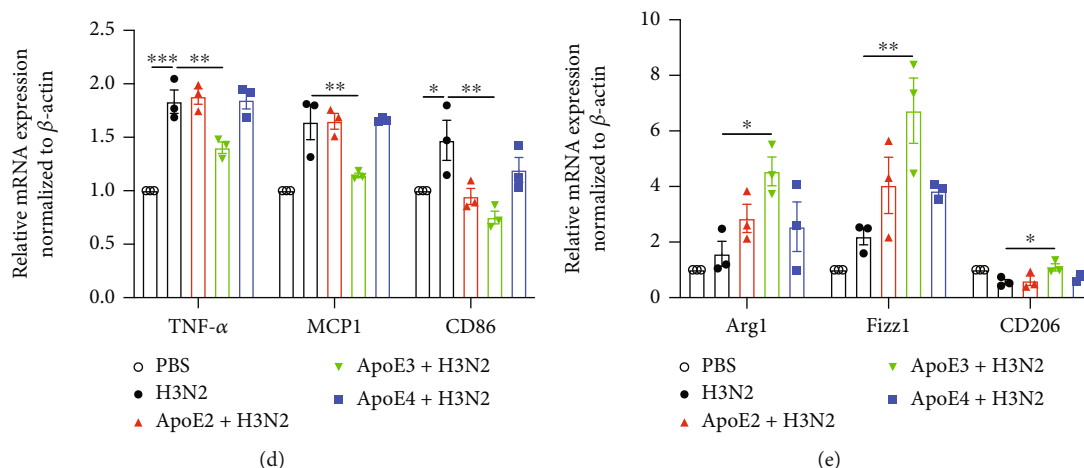 Relative mRNA expression
normalized to β-actin
2.5
2.0
1.5
1.0
0.5
0.0
***
**
**
*
**
TNF-α
MCP1
CD86
PBS
H3N2
ApoE2 + H3N2
ApoE3 + H3N2
ApoE4 + H3N2
(d)
Relative mRNA expression
normalized to β-actin
10
8
6
4
2
0
*
**
*
Arg1
Fizz1
CD206
PBS
H3N2
ApoE2 + H3N2
ApoE3 + H3N2
ApoE4 + H3N2
(e)